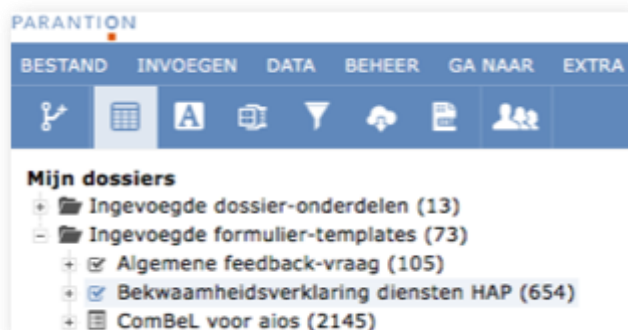 PARANTION
BESTAND INVOEGEN DATA BEHEER GA NAAR EXTRA
Mijn dossiers
Ingevoegde dossier-onderdelen (13)
Ingevoegde formulier-templates (73)
Algemene feedback-vraag (105)
Bekwaamheidsverklaring diensten HAP (654)
ComBeL voor aios (2145)